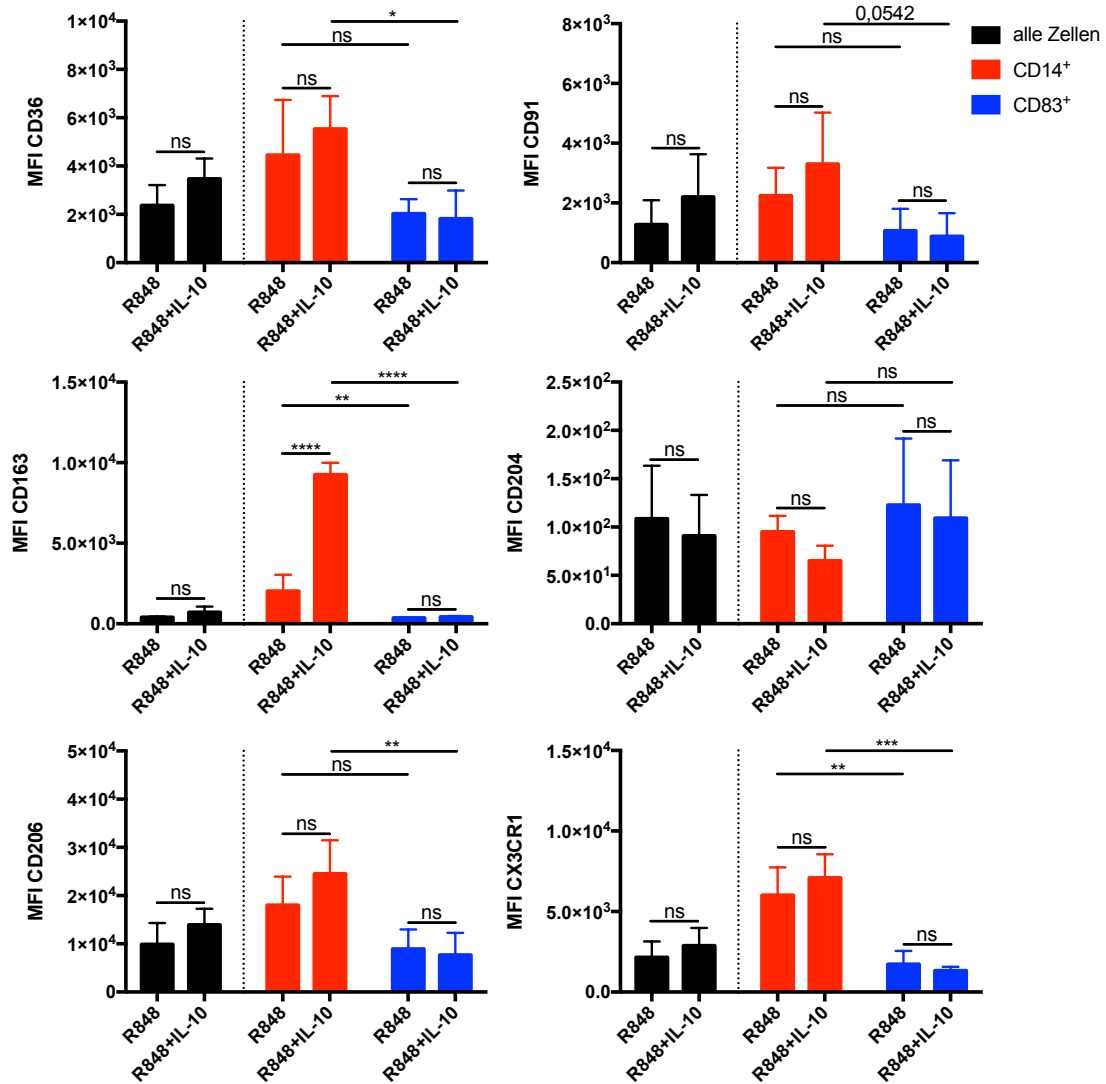 MFI CD36
1×10⁴
8×10³
6×10³
4×10³
2×10³
0
ns
ns
ns
*
ns
R848
R848+IL-10
R848
R848+IL-10
R848
R848+IL-10
MFI CD91
8×10³
6×10³
4×10³
2×10³
0
ns
ns
ns
0,0542
ns
R848
R848+IL-10
R848
R848+IL-10
R848
R848+IL-10
alle Zellen
CD14⁺
CD83⁺
MFI CD163
1.5×10⁴
1.0×10⁴
5.0×10³
0.0
ns
****
**
****
ns
R848
R848+IL-10
R848
R848+IL-10
R848
R848+IL-10
MFI CD204
2.5×10²
2.0×10²
1.5×10²
1.0×10²
5.0×10¹
0.0
ns
ns
ns
ns
ns
R848
R848+IL-10
R848
R848+IL-10
R848
R848+IL-10
MFI CD206
5×10⁴
4×10⁴
3×10⁴
2×10⁴
1×10⁴
0
ns
ns
ns
**
ns
R848
R848+IL-10
R848
R848+IL-10
R848
R848+IL-10
MFI CX3CR1
1.5×10⁴
1.0×10⁴
5.0×10³
0.0
ns
ns
**
***
ns
R848
R848+IL-10
R848
R848+IL-10
R848
R848+IL-10